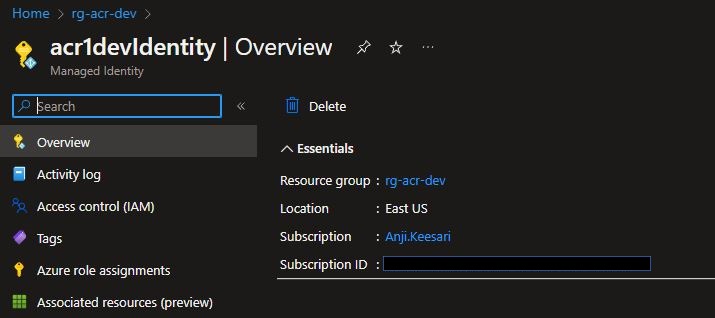 Home > rg-acr-dev >
acr1devIdentity | Overview
Managed Identity
Search
Overview
Activity log
Access control (IAM)
Tags
Azure role assignments
Associated resources (preview)
Delete
Essentials
Resource group : rg-acr-dev
Location : East US
Subscription : Anji.Keesari
Subscription ID :